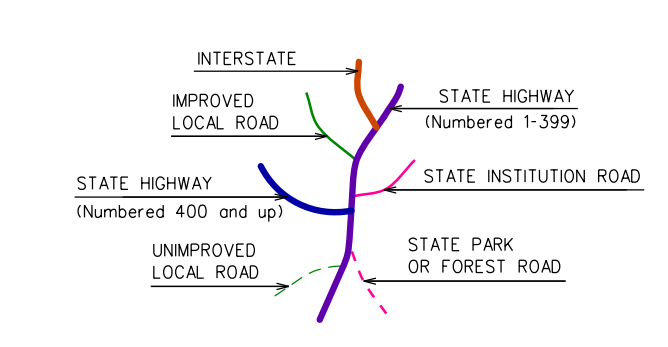 INTERSTATE
STATE HIGHWAY
(Numbered 1-399)
IMPROVED
LOCAL ROAD
STATE INSTITUTION ROAD
STATE HIGHWAY
(Numbered 400 and up)
UNIMPROVED
LOCAL ROAD
STATE PARK
OR FOREST ROAD